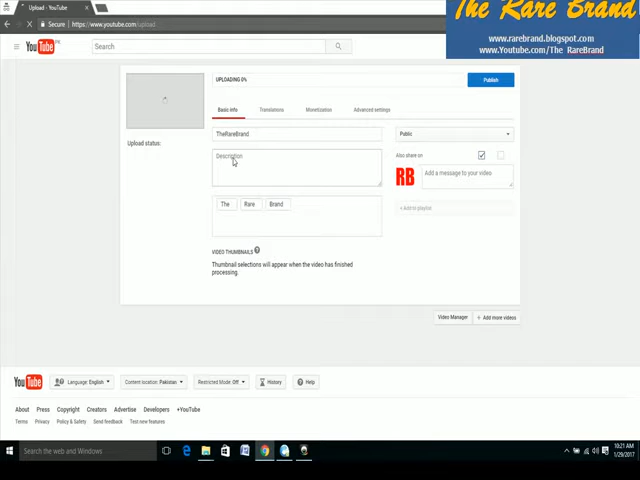 The Rare Brand
www.rarebrand.blogspot.com
www.Youtube.com/The RareBrand
Upload - YouTube
Secure https://www.youtube.com/upload
YouTube PK
Search
UPLOADING 0%
Publish
Basic info Translations Monetization Advanced settings
Upload status:
TheRareBrand
Public
Description
Also share on
RB
Add a message to your video
The Rare Brand
+ Add to playlist
VIDEO THUMBNAILS ?
Thumbnail selections will appear when the video has finished
processing.
Video Manager + Add more videos
YouTube Language: English Content location: Pakistan Restricted Mode: Off History Help
About Press Copyright Creators Advertise Developers +YouTube
Terms Privacy Policy & Safety Send feedback Test new features
Search the web and Windows
10:21 AM
1/29/2017